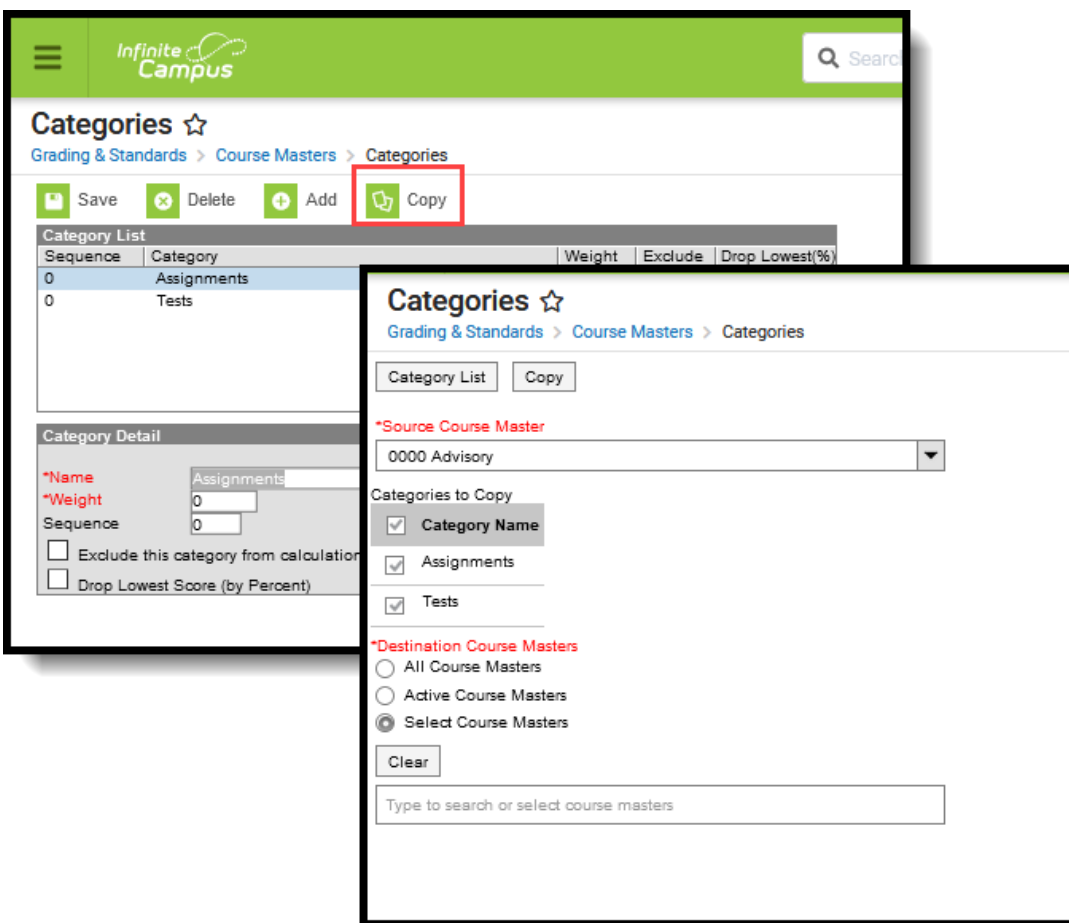 Infinite
Campus
Search
Categories
Grading & Standards > Course Masters > Categories
Save Delete Add Copy
Category List
Sequence Category Weight Exclude Drop Lowest(%)
0 Assignments
0 Tests
Category Detail
*Name Assignments
*Weight 0
Sequence 0
Exclude this category from calculation
Drop Lowest Score (by Percent)
Categories
Grading & Standards > Course Masters > Categories
Category List Copy
*Source Course Master
0000 Advisory
Categories to Copy
Category Name
Assignments
Tests
*Destination Course Masters
All Course Masters
Active Course Masters
Select Course Masters
Clear
Type to search or select course masters